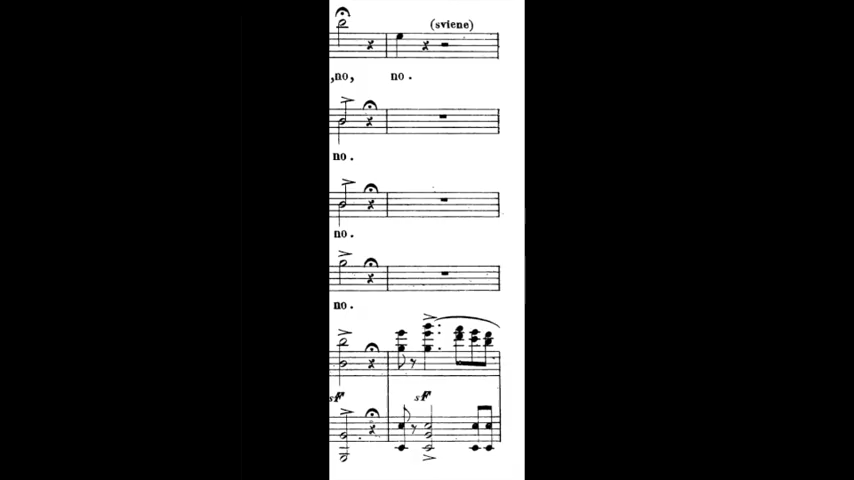 (sviene)
,no, no.
no.
no.
no.
sF sF